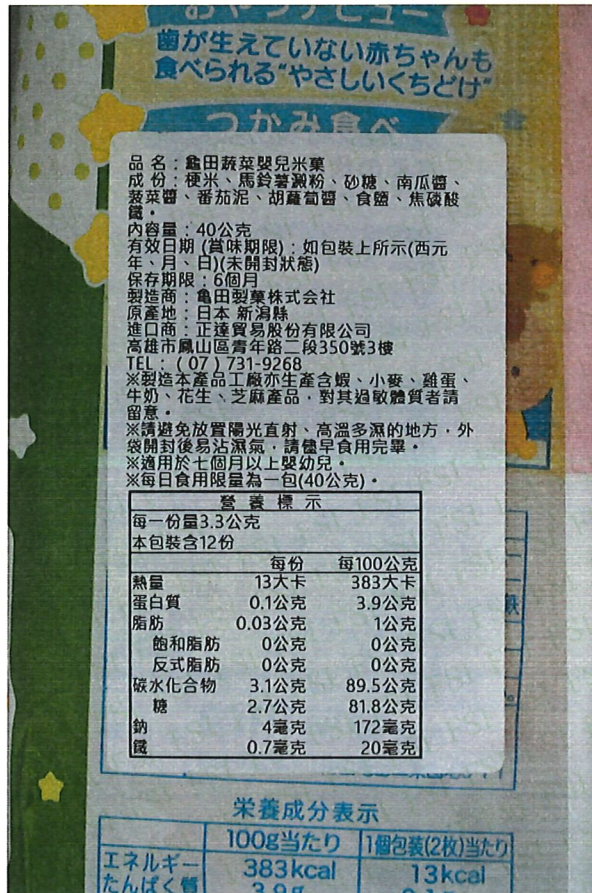 おやつデビュー
歯が生えていない赤ちゃんも
食べられる"やさしいくちどけ"
つかみ食べ
品名：龜田蔬菜嬰兒米菓
成份：梗米、馬鈴薯澱粉、砂糖、南瓜醬、
菠菜醬、番茄泥、胡蘿蔔醬、食鹽、焦磷酸
鐵。
內容量：40公克
有效日期 (賞味期限)：如包裝上所示(西元
年、月、日)(未開封狀態)
保存期限：6個月
製造商：亀田製菓株式会社
原產地：日本 新潟縣
進口商：正達貿易股份有限公司
高雄市鳳山區青年路二段350號3樓
TEL：(07)731-9268
※製造本產品工廠亦生產含蝦、小麥、雞蛋、
牛奶、花生、芝麻產品，對其過敏體質者請
留意。
※請避免放置陽光直射、高溫多濕的地方，外
袋開封後易沾濕氣，請儘早食用完畢。
※適用於七個月以上嬰幼兒。
※每日食用限量為一包(40公克)。
營養標示
每一份量3.3公克
本包裝含12份
每份 每100公克
熱量 13大卡 383大卡
蛋白質 0.1公克 3.9公克
脂肪 0.03公克 1公克
飽和脂肪 0公克 0公克
反式脂肪 0公克 0公克
碳水化合物 3.1公克 89.5公克
糖 2.7公克 81.8公克
鈉 4毫克 172毫克
鐵 0.7毫克 20毫克
栄養成分表示
100g当たり 1個包装(2枚)当たり
エネルギー 383kcal 13kcal
たんぱく質 3.9g